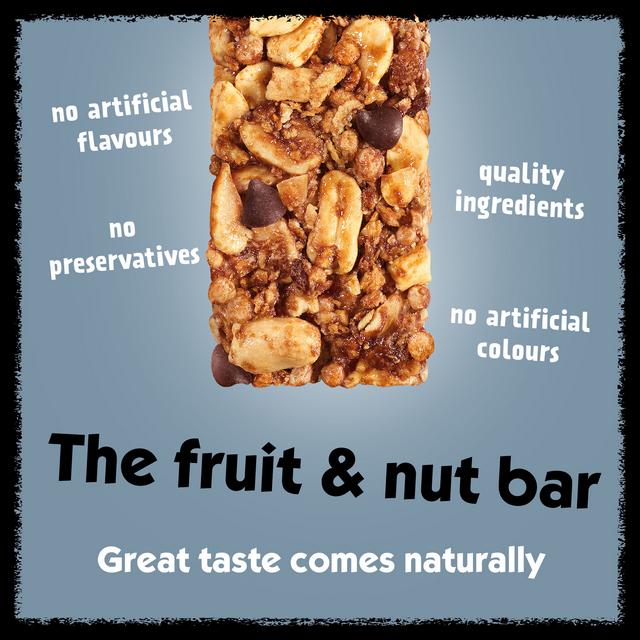 no artificial
flavours
no
preservatives
quality
ingredients
no artificial
colours
The fruit & nut bar
Great taste comes naturally